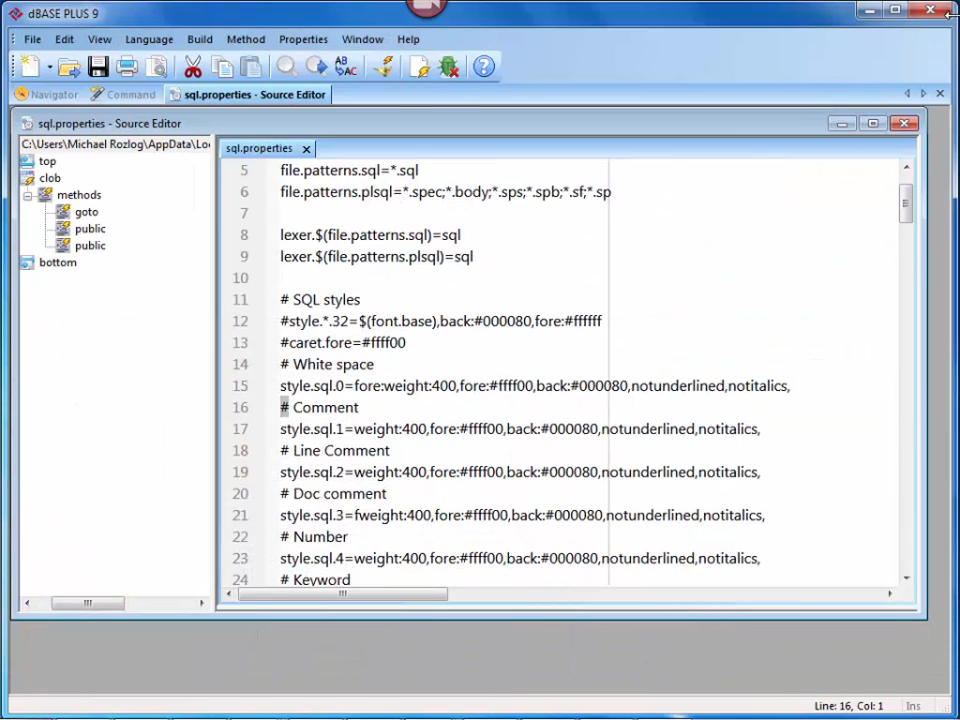 dBASE PLUS 9
File Edit View Language Build Method Properties Window Help
Navigator Command sql.properties - Source Editor
sql.properties - Source Editor
C:\Users\Michael Rozlog\AppData\Loc
top
clob
methods
goto
public
public
bottom
sql.properties
5 file.patterns.sql=*.sql
6 file.patterns.plsql=*.spec;*.body;*.sps;*.spb;*.sf;*.sp
7
8 lexer.$(file.patterns.sql)=sql
9 lexer.$(file.patterns.plsql)=sql
10
11 # SQL styles
12 #style.*.32=$(font.base),back:#000080,fore:#ffffff
13 #caret.fore=#ffff00
14 # White space
15 style.sql.0=fore:weight:400,fore:#ffff00,back:#000080,notunderlined,notitalics,
16 # Comment
17 style.sql.1=weight:400,fore:#ffff00,back:#000080,notunderlined,notitalics,
18 # Line Comment
19 style.sql.2=weight:400,fore:#ffff00,back:#000080,notunderlined,notitalics,
20 # Doc comment
21 style.sql.3=fweight:400,fore:#ffff00,back:#000080,notunderlined,notitalics,
22 # Number
23 style.sql.4=weight:400,fore:#ffff00,back:#000080,notunderlined,notitalics,
24 # Keyword
Line: 16, Col: 1 Ins